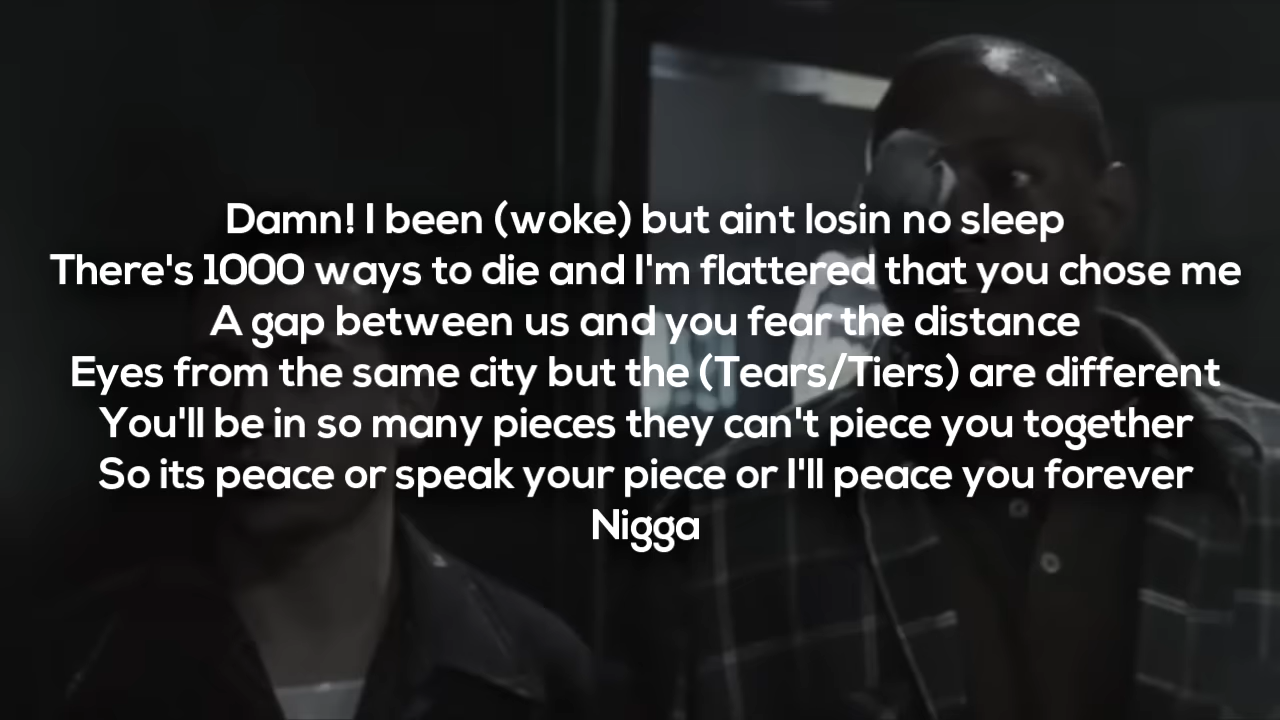 Damn! I been (woke) but aint losin no sleep
There's 1000 ways to die and I'm flattered that you chose me
A gap between us and you fear the distance
Eyes from the same city but the (Tears/Tiers) are different
You'll be in so many pieces they can't piece you together
So its peace or speak your piece or I'll peace you forever
Nigga